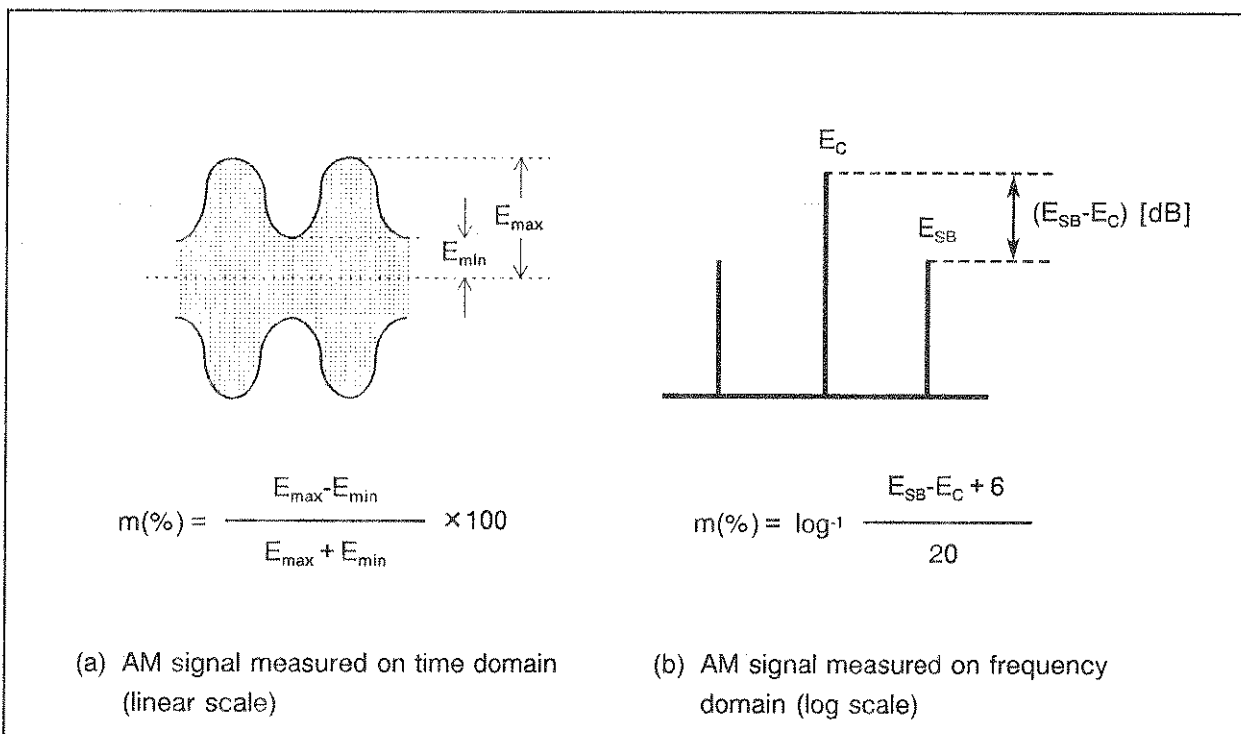 E_max
E_min
m(%) = (E_max-E_min)/(E_max + E_min) ×100
(a) AM signal measured on time domain
(linear scale)
E_C
E_SB
(E_SB-E_C) [dB]
m(%) = log⁻¹ (E_SB-E_C + 6)/20
(b) AM signal measured on frequency
domain (log scale)